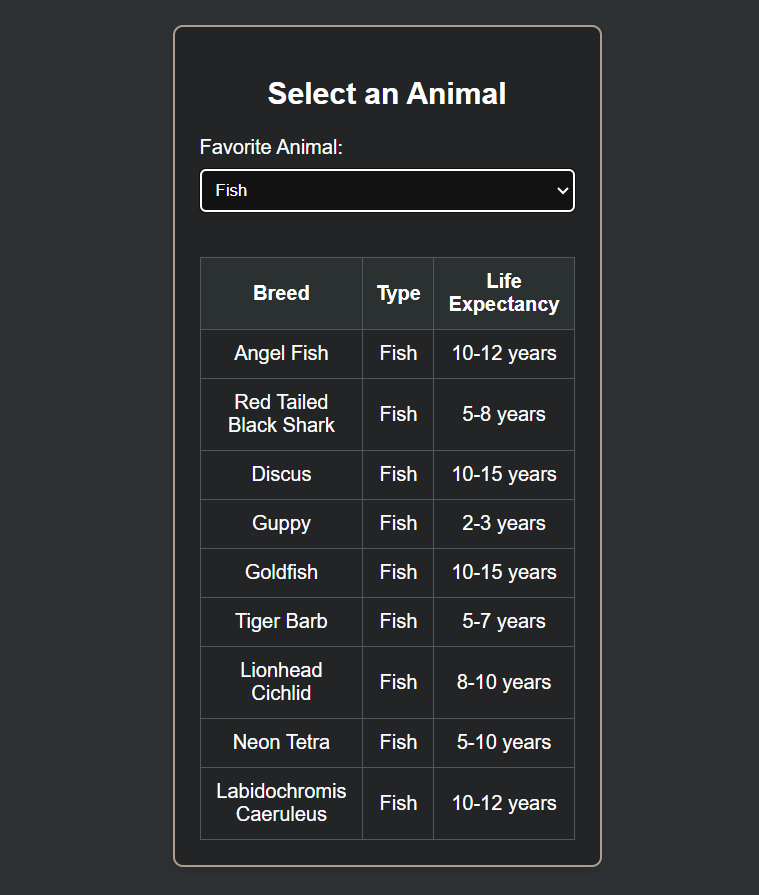 Select an Animal
Favorite Animal:
Fish
Breed Type Life
Expectancy
Angel Fish Fish 10-12 years
Red Tailed
Black Shark Fish 5-8 years
Discus Fish 10-15 years
Guppy Fish 2-3 years
Goldfish Fish 10-15 years
Tiger Barb Fish 5-7 years
Lionhead
Cichlid Fish 8-10 years
Neon Tetra Fish 5-10 years
Labidochromis
Caeruleus Fish 10-12 years